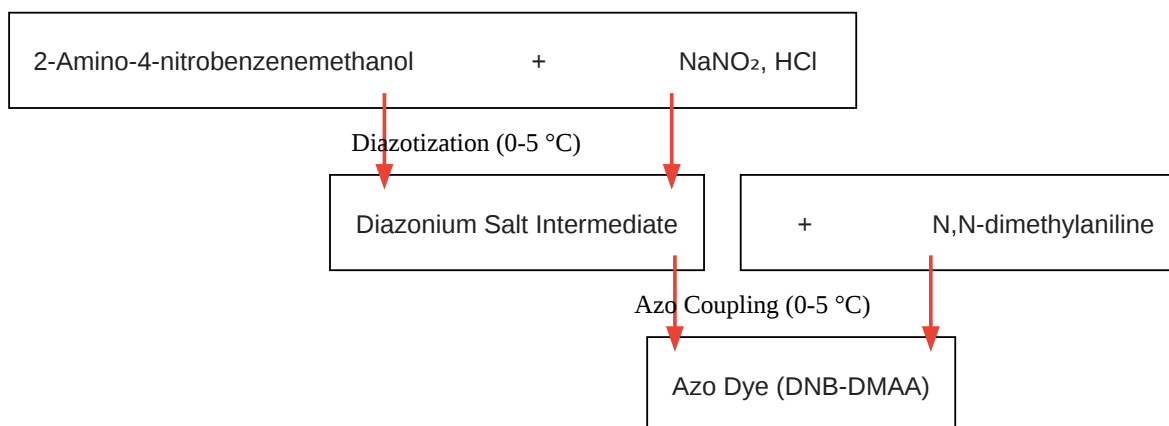 2-Amino-4-nitrobenzenemethanol + NaNO₂, HCl
Diazotization (0-5 °C)
Diazonium Salt Intermediate + N,N-dimethylaniline
Azo Coupling (0-5 °C)
Azo Dye (DNB-DMAA)